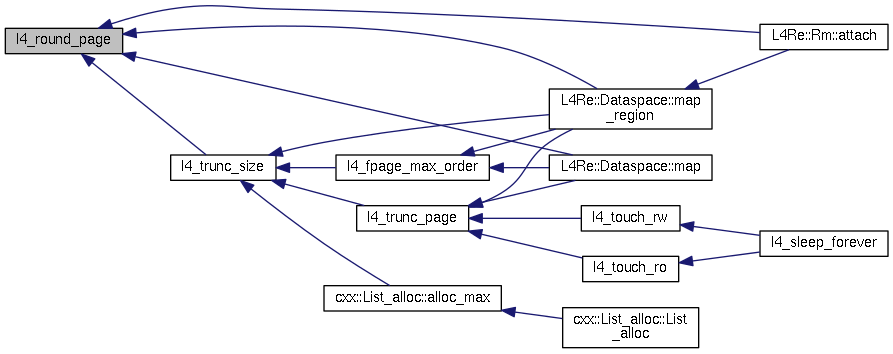 l4_round_page
L4Re::Rm::attach
L4Re::Dataspace::map
_region
l4_trunc_size
l4_fpage_max_order
L4Re::Dataspace::map
l4_trunc_page
l4_touch_rw
l4_sleep_forever
l4_touch_ro
cxx::List_alloc::alloc_max
cxx::List_alloc::List
_alloc